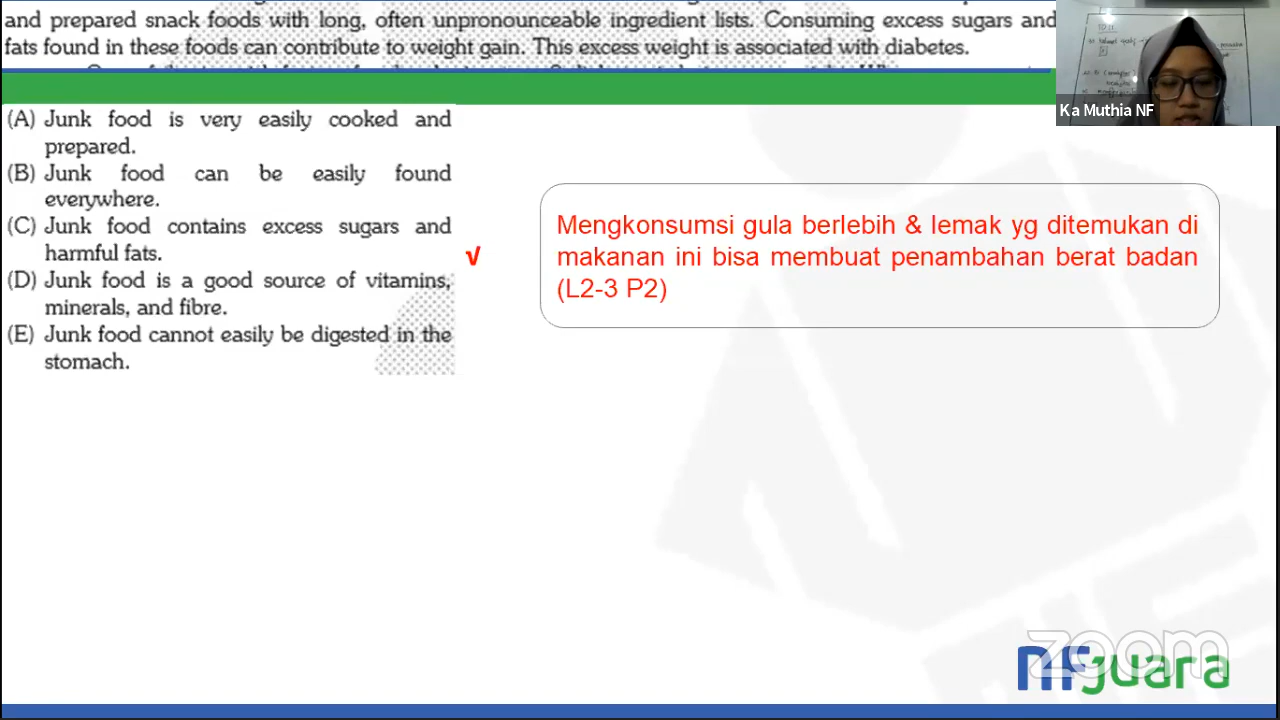 and prepared snack foods with long, often unpronounceable ingredient lists. Consuming excess sugars and
fats found in these foods can contribute to weight gain. This excess weight is associated with diabetes.
Ka Muthia NF
(A) Junk food is very easily cooked and
prepared.
(B) Junk food can be easily found
everywhere.
(C) Junk food contains excess sugars and
harmful fats.
√
(D) Junk food is a good source of vitamins,
minerals, and fibre.
(E) Junk food cannot easily be digested in the
stomach.
Mengkonsumsi gula berlebih & lemak yg ditemukan di
makanan ini bisa membuat penambahan berat badan
(L2-3 P2)
zoom
NFJuara